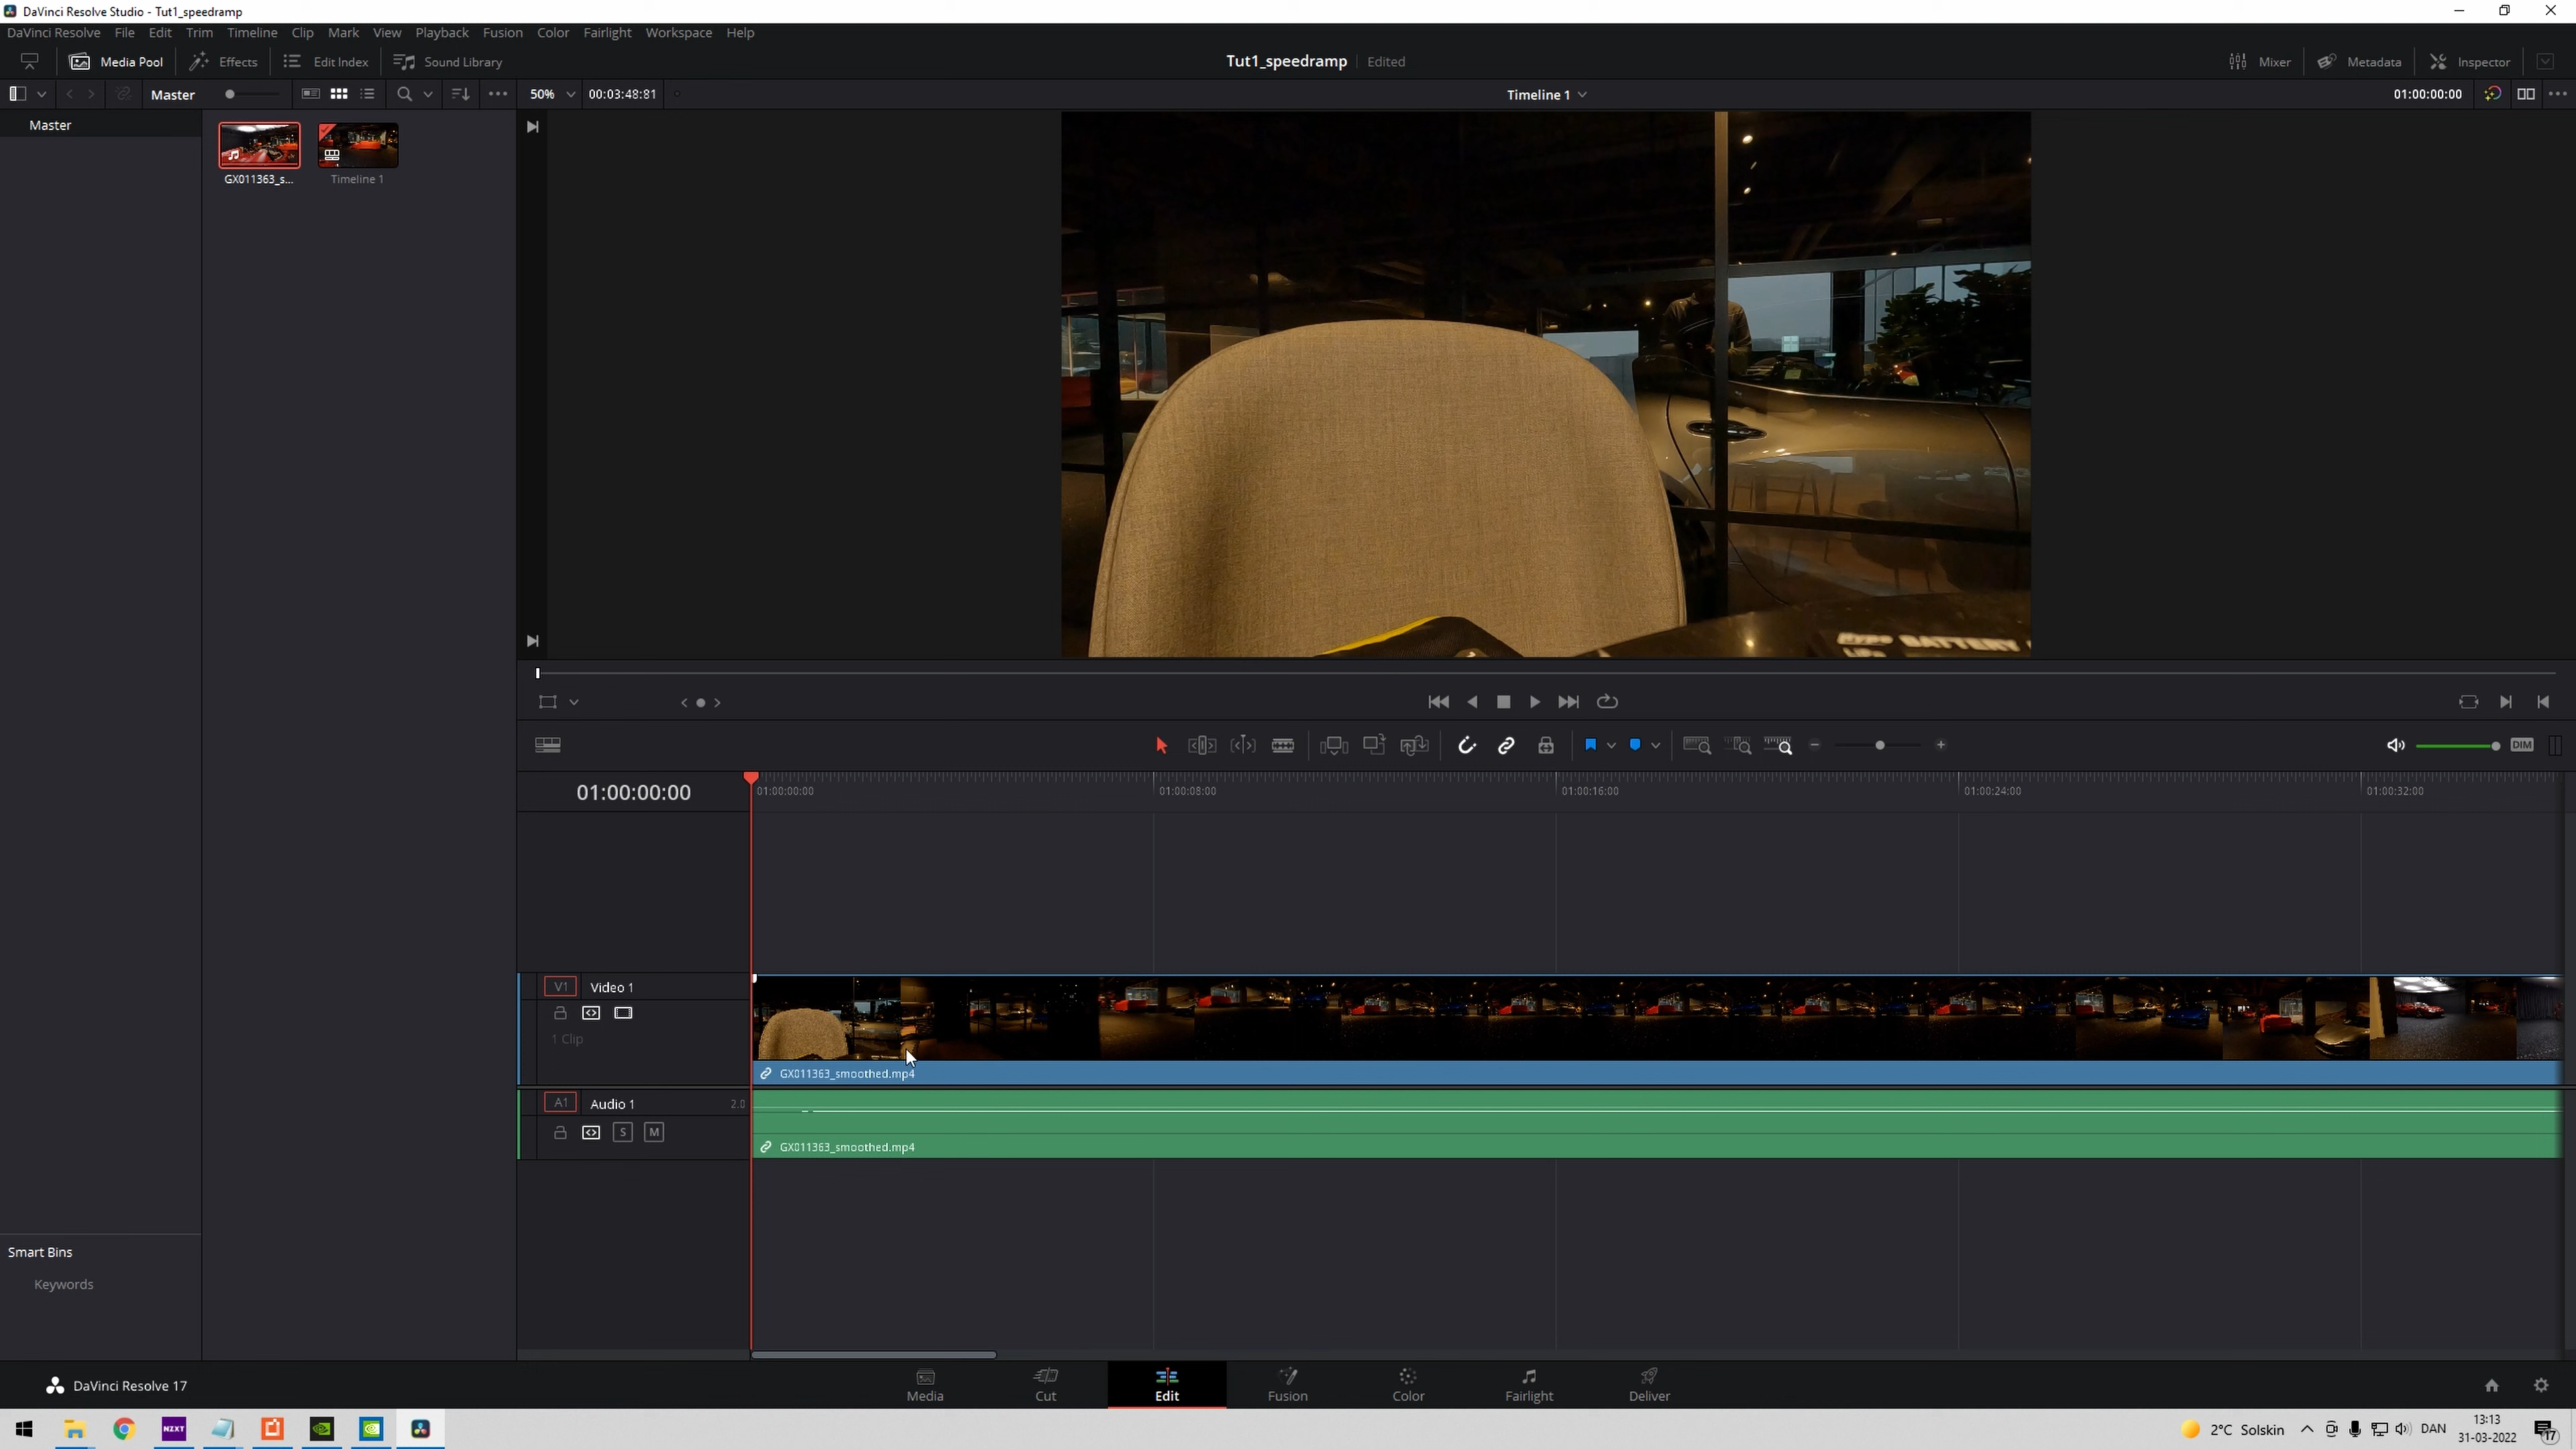 DaVinci Resolve Studio - Tut1_speedramp
DaVinci Resolve File Edit Trim Timeline Clip Mark View Playback Fusion Color Fairlight Workspace Help
Media Pool Effects Edit Index Sound Library Tut1_speedramp Edited Mixer Metadata Inspector
Master 50% 00:03:48:81 Timeline 1 01:00:00:00
Master
GX011363_s... Timeline 1
BATTERY
DIM
01:00:00:00 01:00:00:00 01:00:08:00 01:00:16:00 01:00:24:00 01:00:32:00
V1 Video 1
1 Clip
GX011363_smoothed.mp4
A1 Audio 1 2.0
S M
GX011363_smoothed.mp4
Smart Bins
Keywords
DaVinci Resolve 17 Media Cut Edit Fusion Color Fairlight Deliver
NZXT 2°C Solskin DAN 13:13
31-03-2022 17